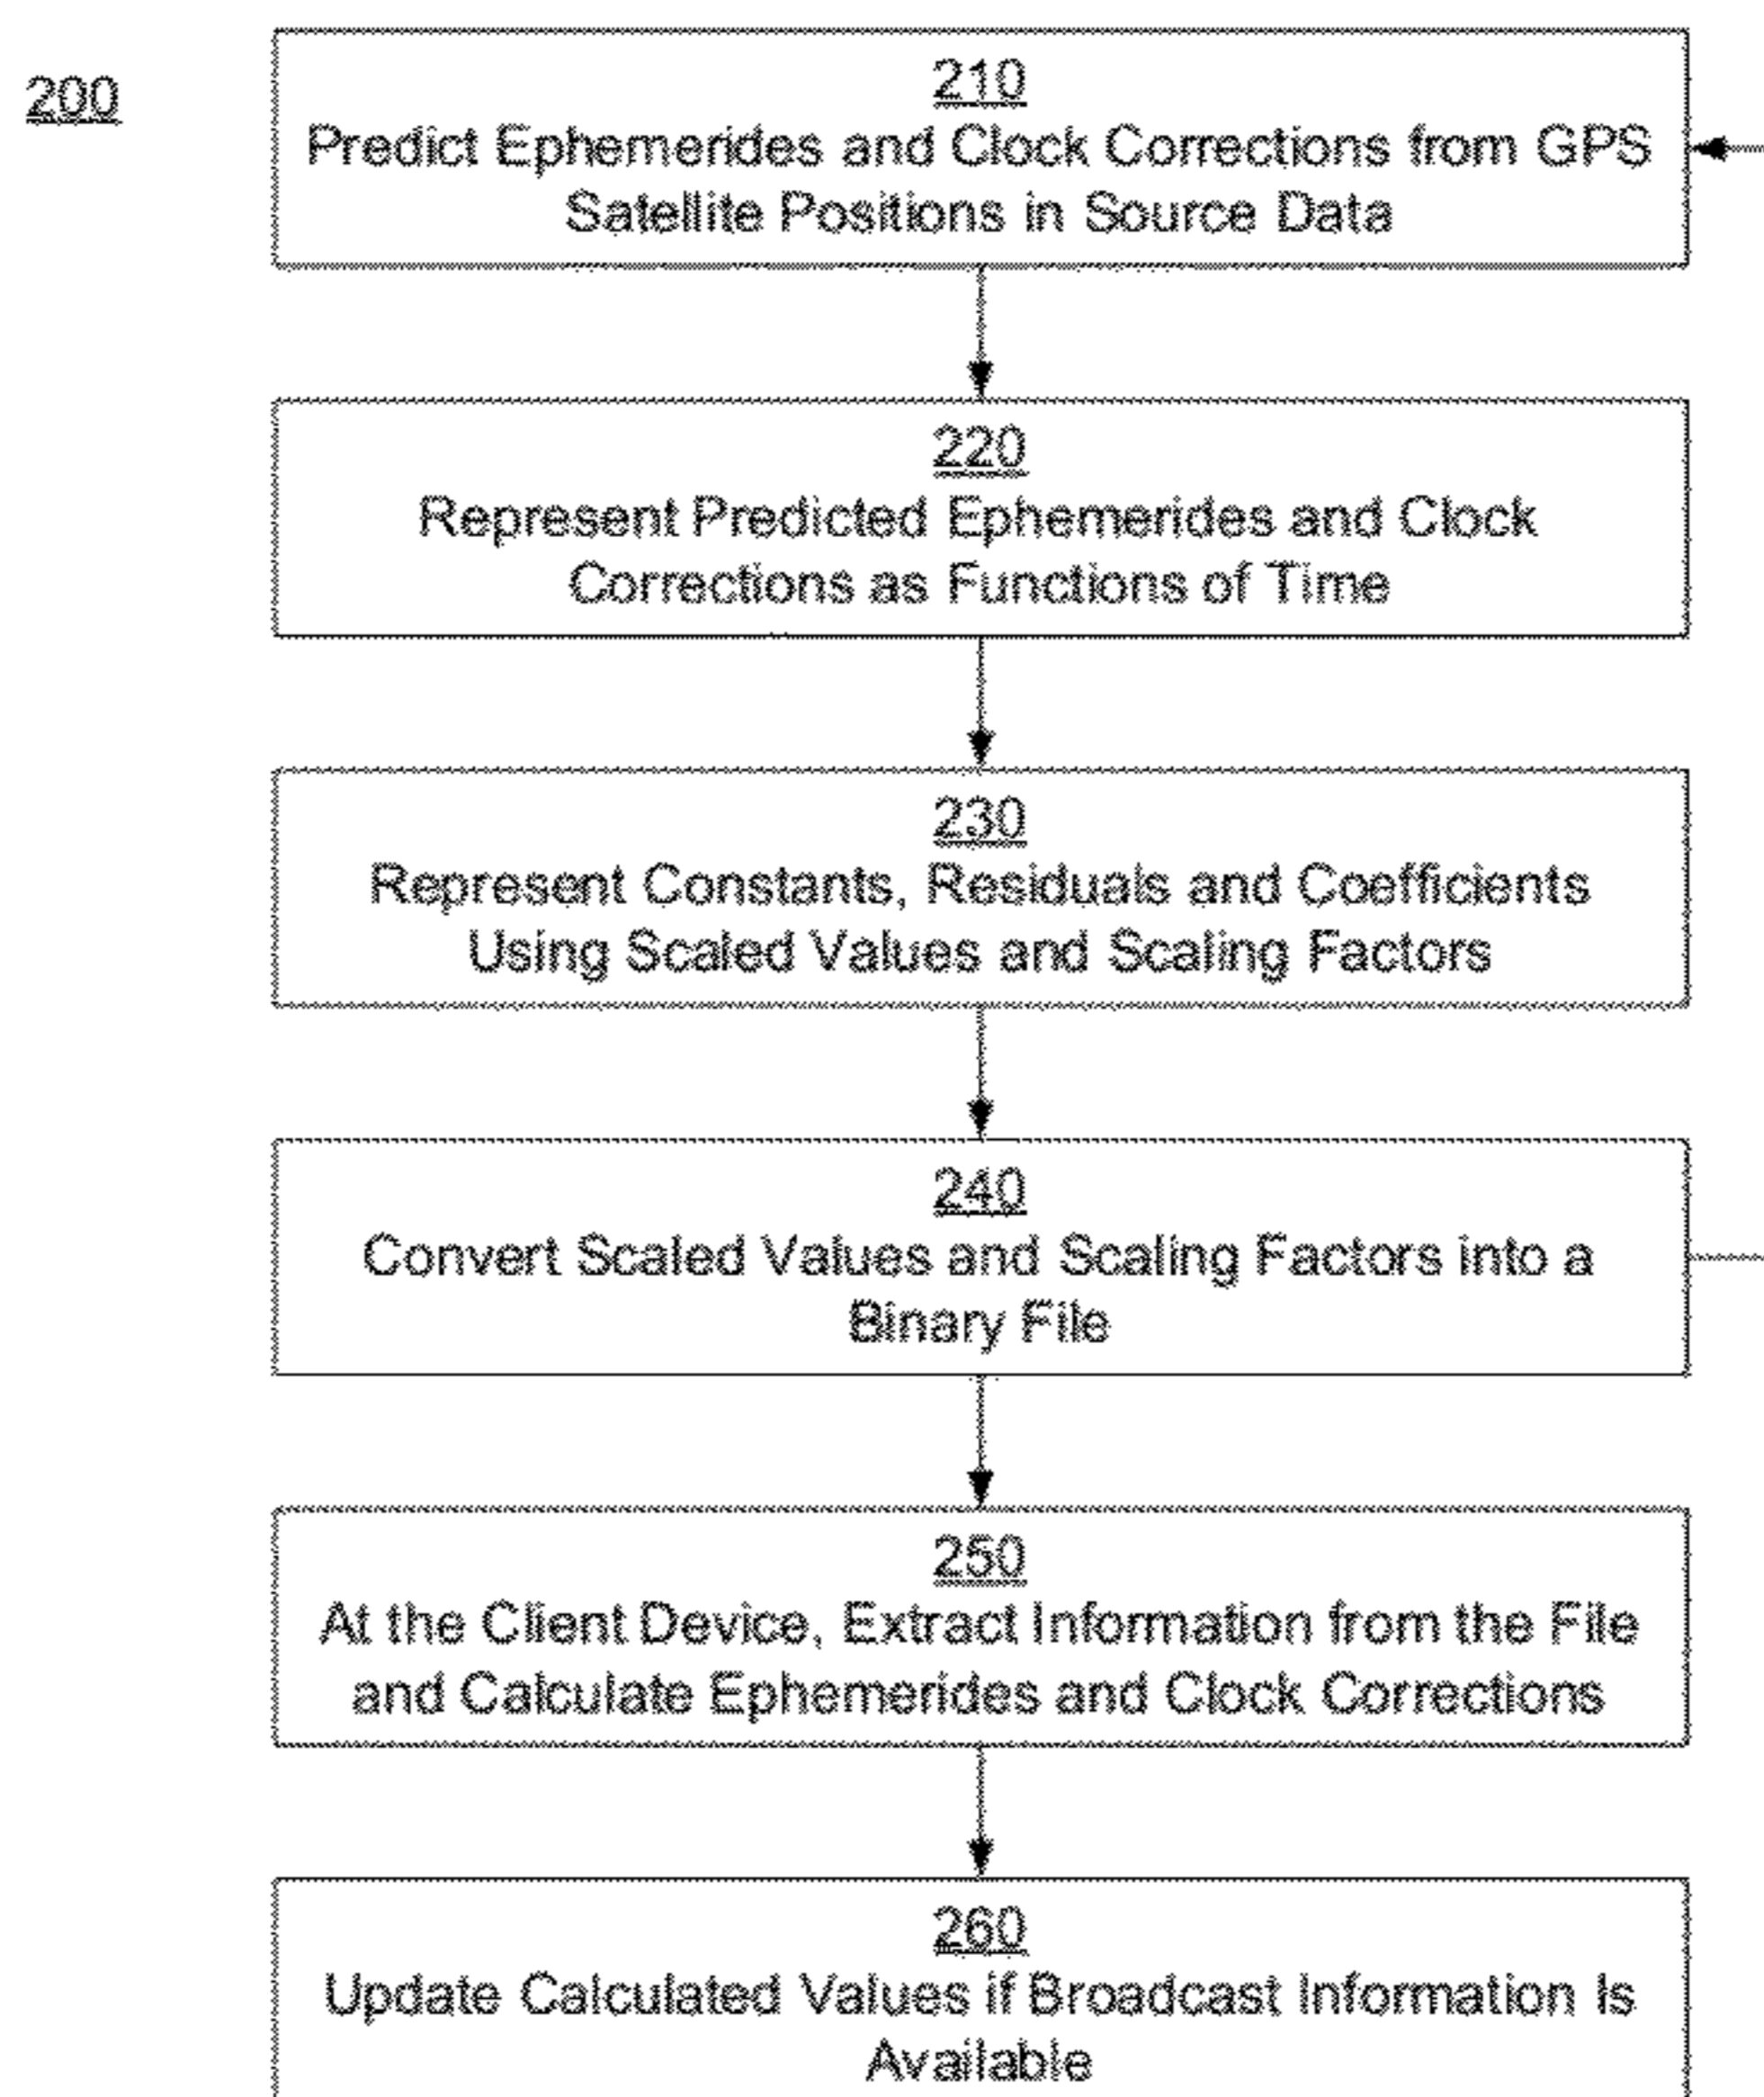 200
210
Predict Ephemerides and Clock Corrections from GPS
Satellite Positions in Source Data
220
Represent Predicted Ephemerides and Clock
Corrections as Functions of Time
230
Represent Constants, Residuals and Coefficients
Using Scaled Values and Scaling Factors
240
Convert Scaled Values and Scaling Factors into a
Binary File
250
At the Client Device, Extract Information from the File
and Calculate Ephemerides and Clock Corrections
260
Update Calculated Values if Broadcast Information Is
Available